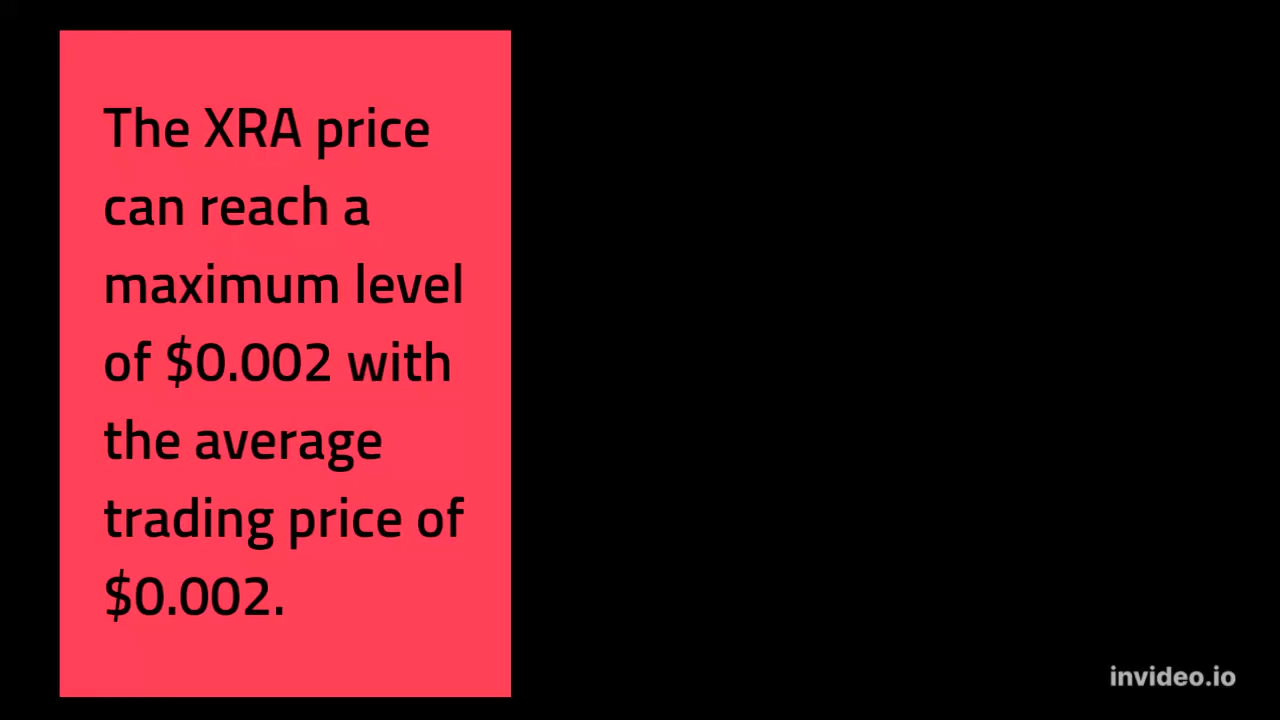 The XRA price
can reach a
maximum level
of $0.002 with
the average
trading price of
$0.002.
invideo.io